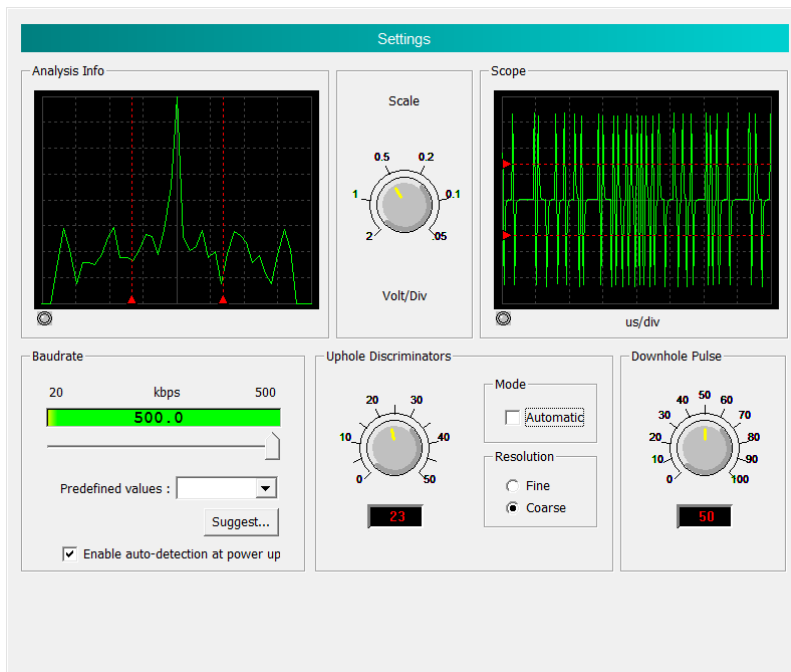 Settings
Analysis Info
Scale
0.5 0.2
1 0.1
2 .05
Volt/Div
Scope
us/div
Baudrate
20 kbps 500
500.0
Predefined values :
Suggest...
Enable auto-detection at power up
Uphole Discriminators
20 30
10 40
0 50
23
Mode
Automatic
Resolution
Fine
Coarse
Downhole Pulse
40 50 60
30 70
20 80
10 90
0 100
50